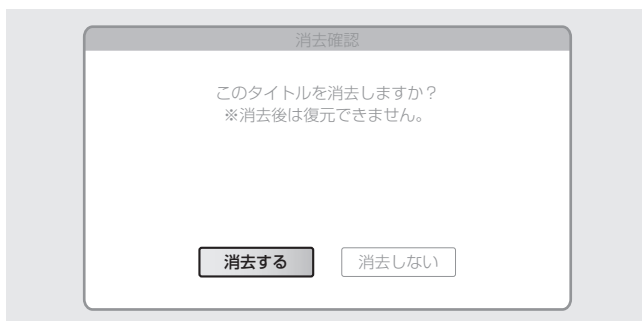 消去確認
このタイトルを消去しますか？
※消去後は復元できません。
消去する
消去しない